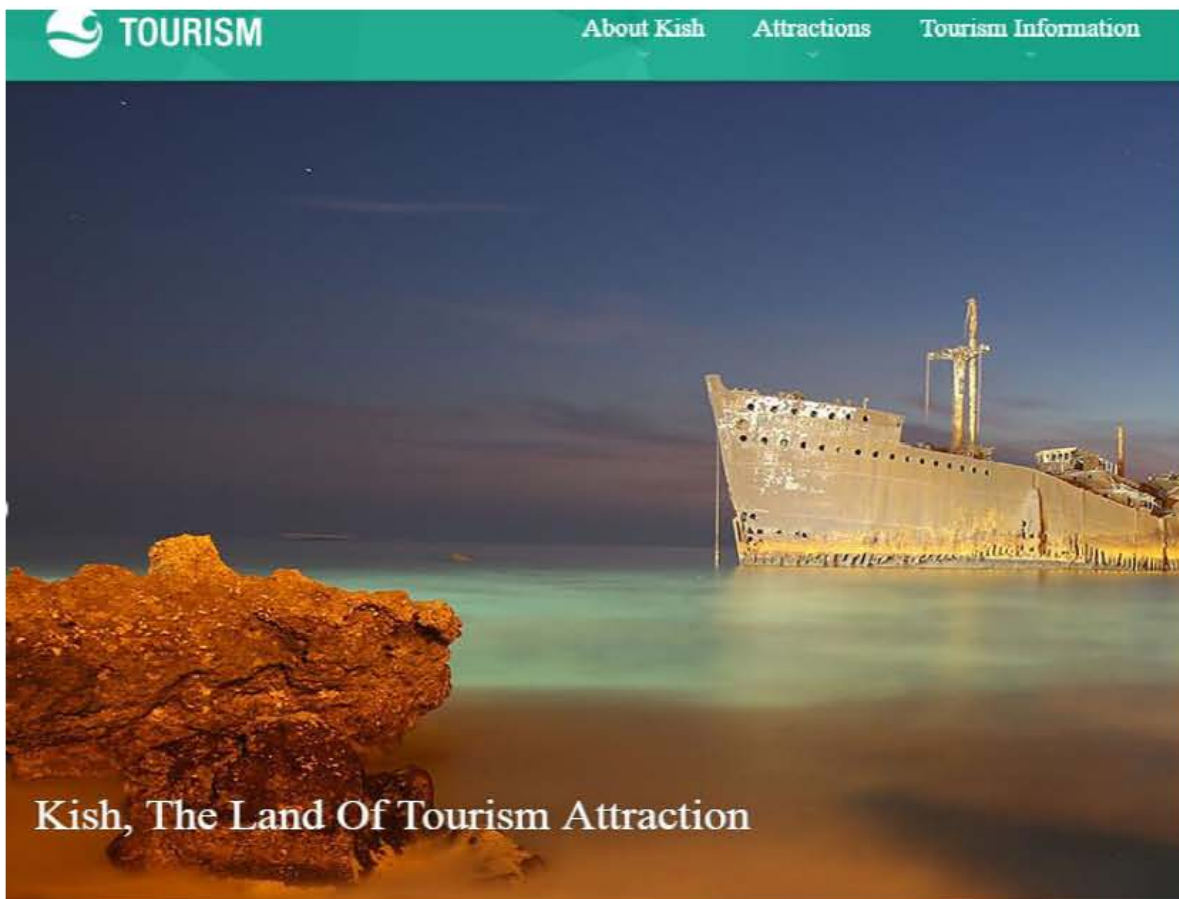 TOURISM
About Kish Attractions Tourism Information
Kish, The Land Of Tourism Attraction